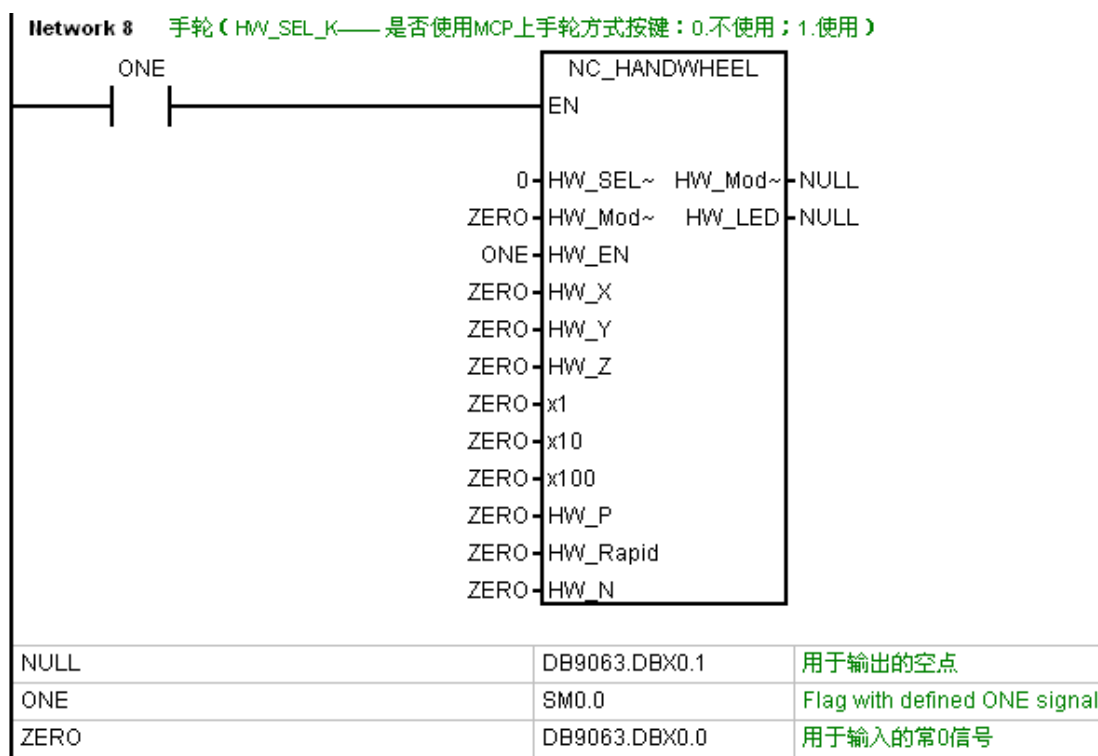 Network 8 手轮（HW_SEL_K——是否使用MCP上手轮方式按键：0.不使用；1.使用）
ONE
NC_HANDWHEEL
EN
0 HW_SEL~ HW_Mod~ NULL
ZERO HW_Mod~ HW_LED NULL
ONE HW_EN
ZERO HW_X
ZERO HW_Y
ZERO HW_Z
ZERO x1
ZERO x10
ZERO x100
ZERO HW_P
ZERO HW_Rapid
ZERO HW_N
NULL DB9063.DBX0.1 用于输出的空点
ONE SM0.0 Flag with defined ONE signal
ZERO DB9063.DBX0.0 用于输入的常0信号